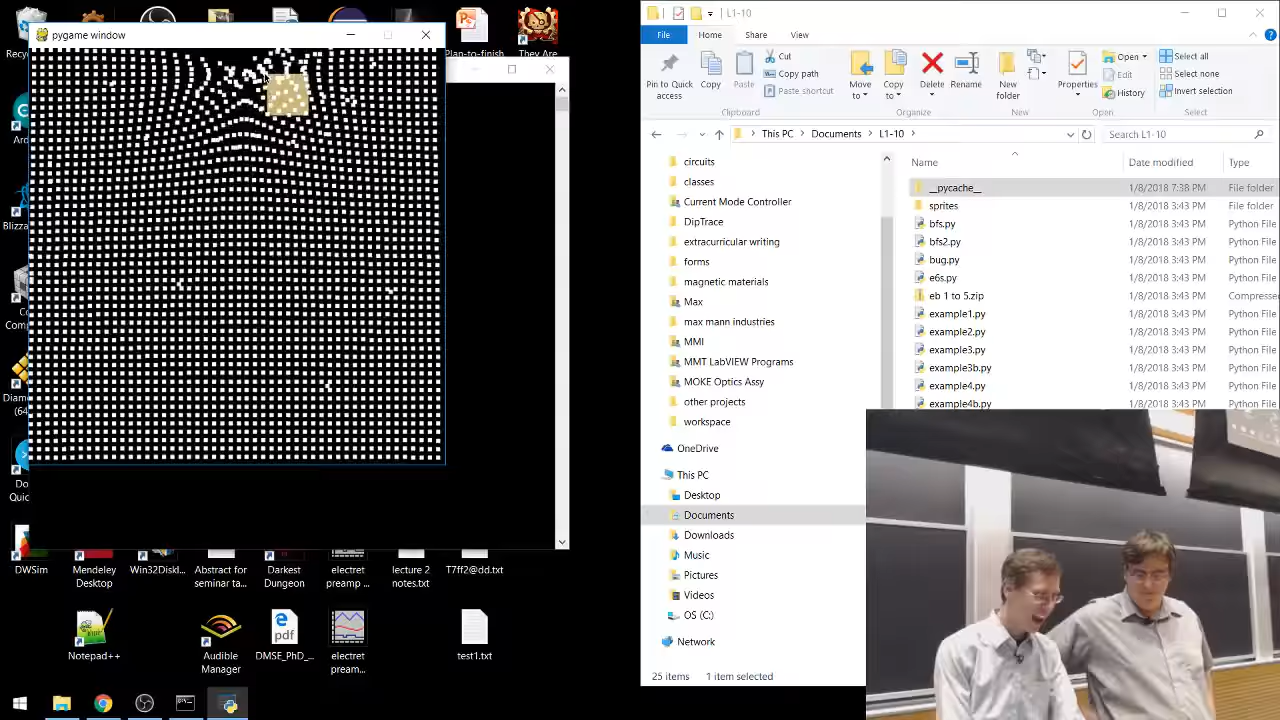 Recy
Plan-to-finish
They Are
pygame window
Ard
Blizza
Co
Comp
Diam
(64
Do
Quic
DWSim
Mendeley
Desktop
Win32Diskl...
Abstract for
seminar ta...
Darkest
Dungeon
electret
preamp ...
lecture 2
notes.txt
T7ff2@dd.txt
Notepad++
Audible
Manager
pdf
DMSE_PhD_...
electret
pream...
test1.txt
L1-10
File
Home
Share
View
Pin to Quick
access
Copy
Paste
Cut
Copy path
Paste shortcut
Move
to
Copy
to
Delete
Rename
New
folder
Properties
Open
Edit
History
Select all
Select none
Invert selection
Clipboard
Organize
New
Open
Select
This PC
Documents
L1-10
Search L1-10
circuits
classes
Current Mode Controller
DipTrace
extracurricular writing
forms
magnetic materials
Max
max mann industries
MMI
MMT LabVIEW Programs
MOKE Optics Assy
other projects
workspace
OneDrive
This PC
Desktop
Documents
Downloads
Music
Pictures
Videos
OS (C:)
Network
Name
Date modified
Type
__pycache__ 1/8/2018 7:38 PM File folder
sprites 1/8/2018 3:43 PM File folder
bfs.py 1/8/2018 3:43 PM Python File
bfs2.py 1/8/2018 3:43 PM Python File
bug.py 1/8/2018 3:43 PM Python File
e6s.py 1/8/2018 3:43 PM Python File
eb 1 to 5.zip 1/8/2018 3:43 PM Compresse
example1.py 1/8/2018 3:43 PM Python File
example2.py 1/8/2018 3:43 PM Python File
example3.py 1/8/2018 3:43 PM Python File
example3b.py 1/8/2018 3:43 PM Python File
example4.py 1/8/2018 3:43 PM Python File
example4b.py 1/8/2018 3:43 PM Python File
25 items
1 item selected